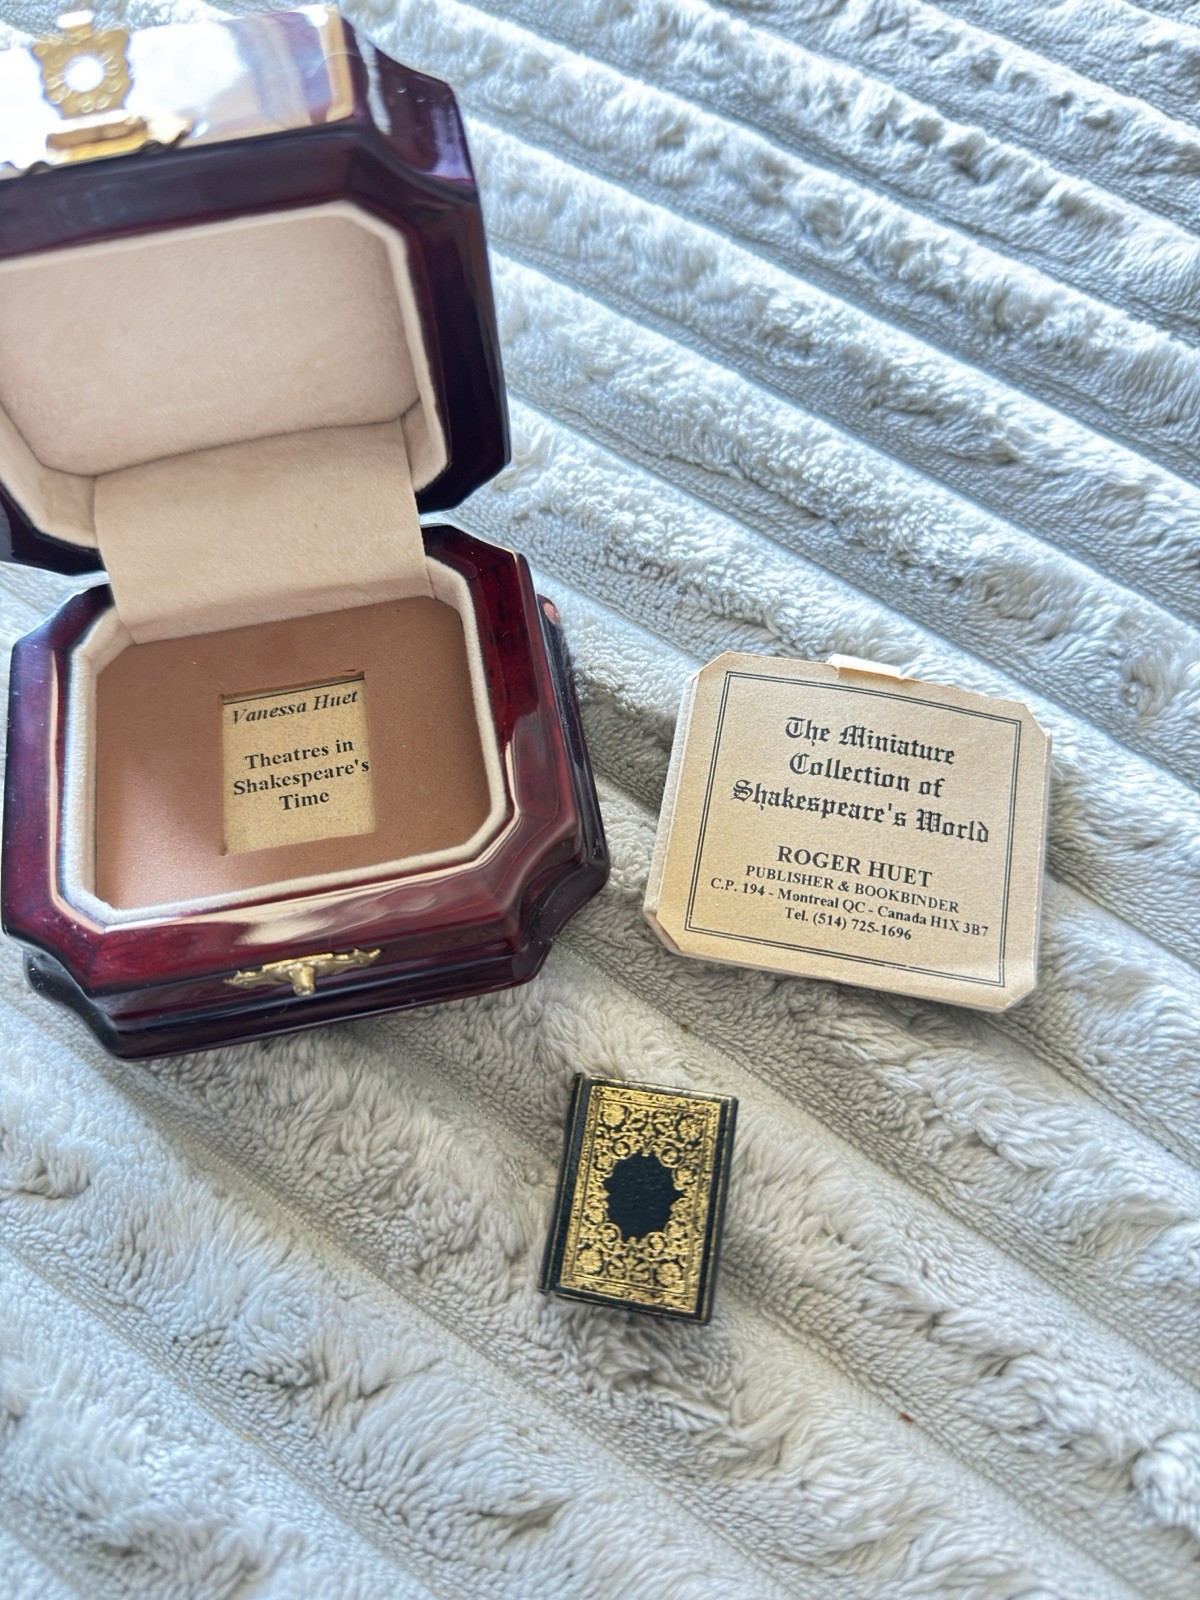 Vanessa Huet
Theatres in
Shakespeare's
Time
The Miniature
Collection of
Shakespeare's World
ROGER HUET
PUBLISHER & BOOKBINDER
C.P. 194 - Montreal QC - Canada H1X 3B7
Tel. (514) 725-1696